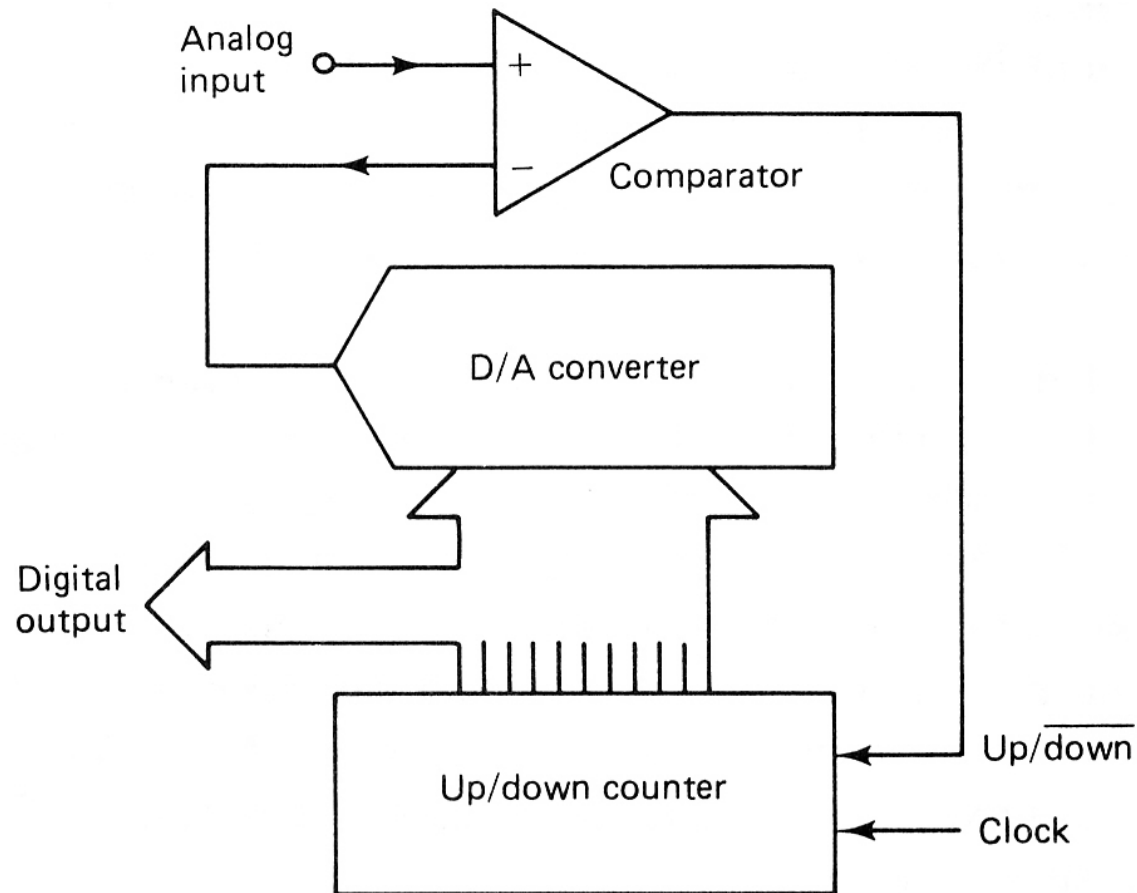 Analog
input
+
−
Comparator
D/A converter
Digital
output
Up/down counter
Up/down
Clock